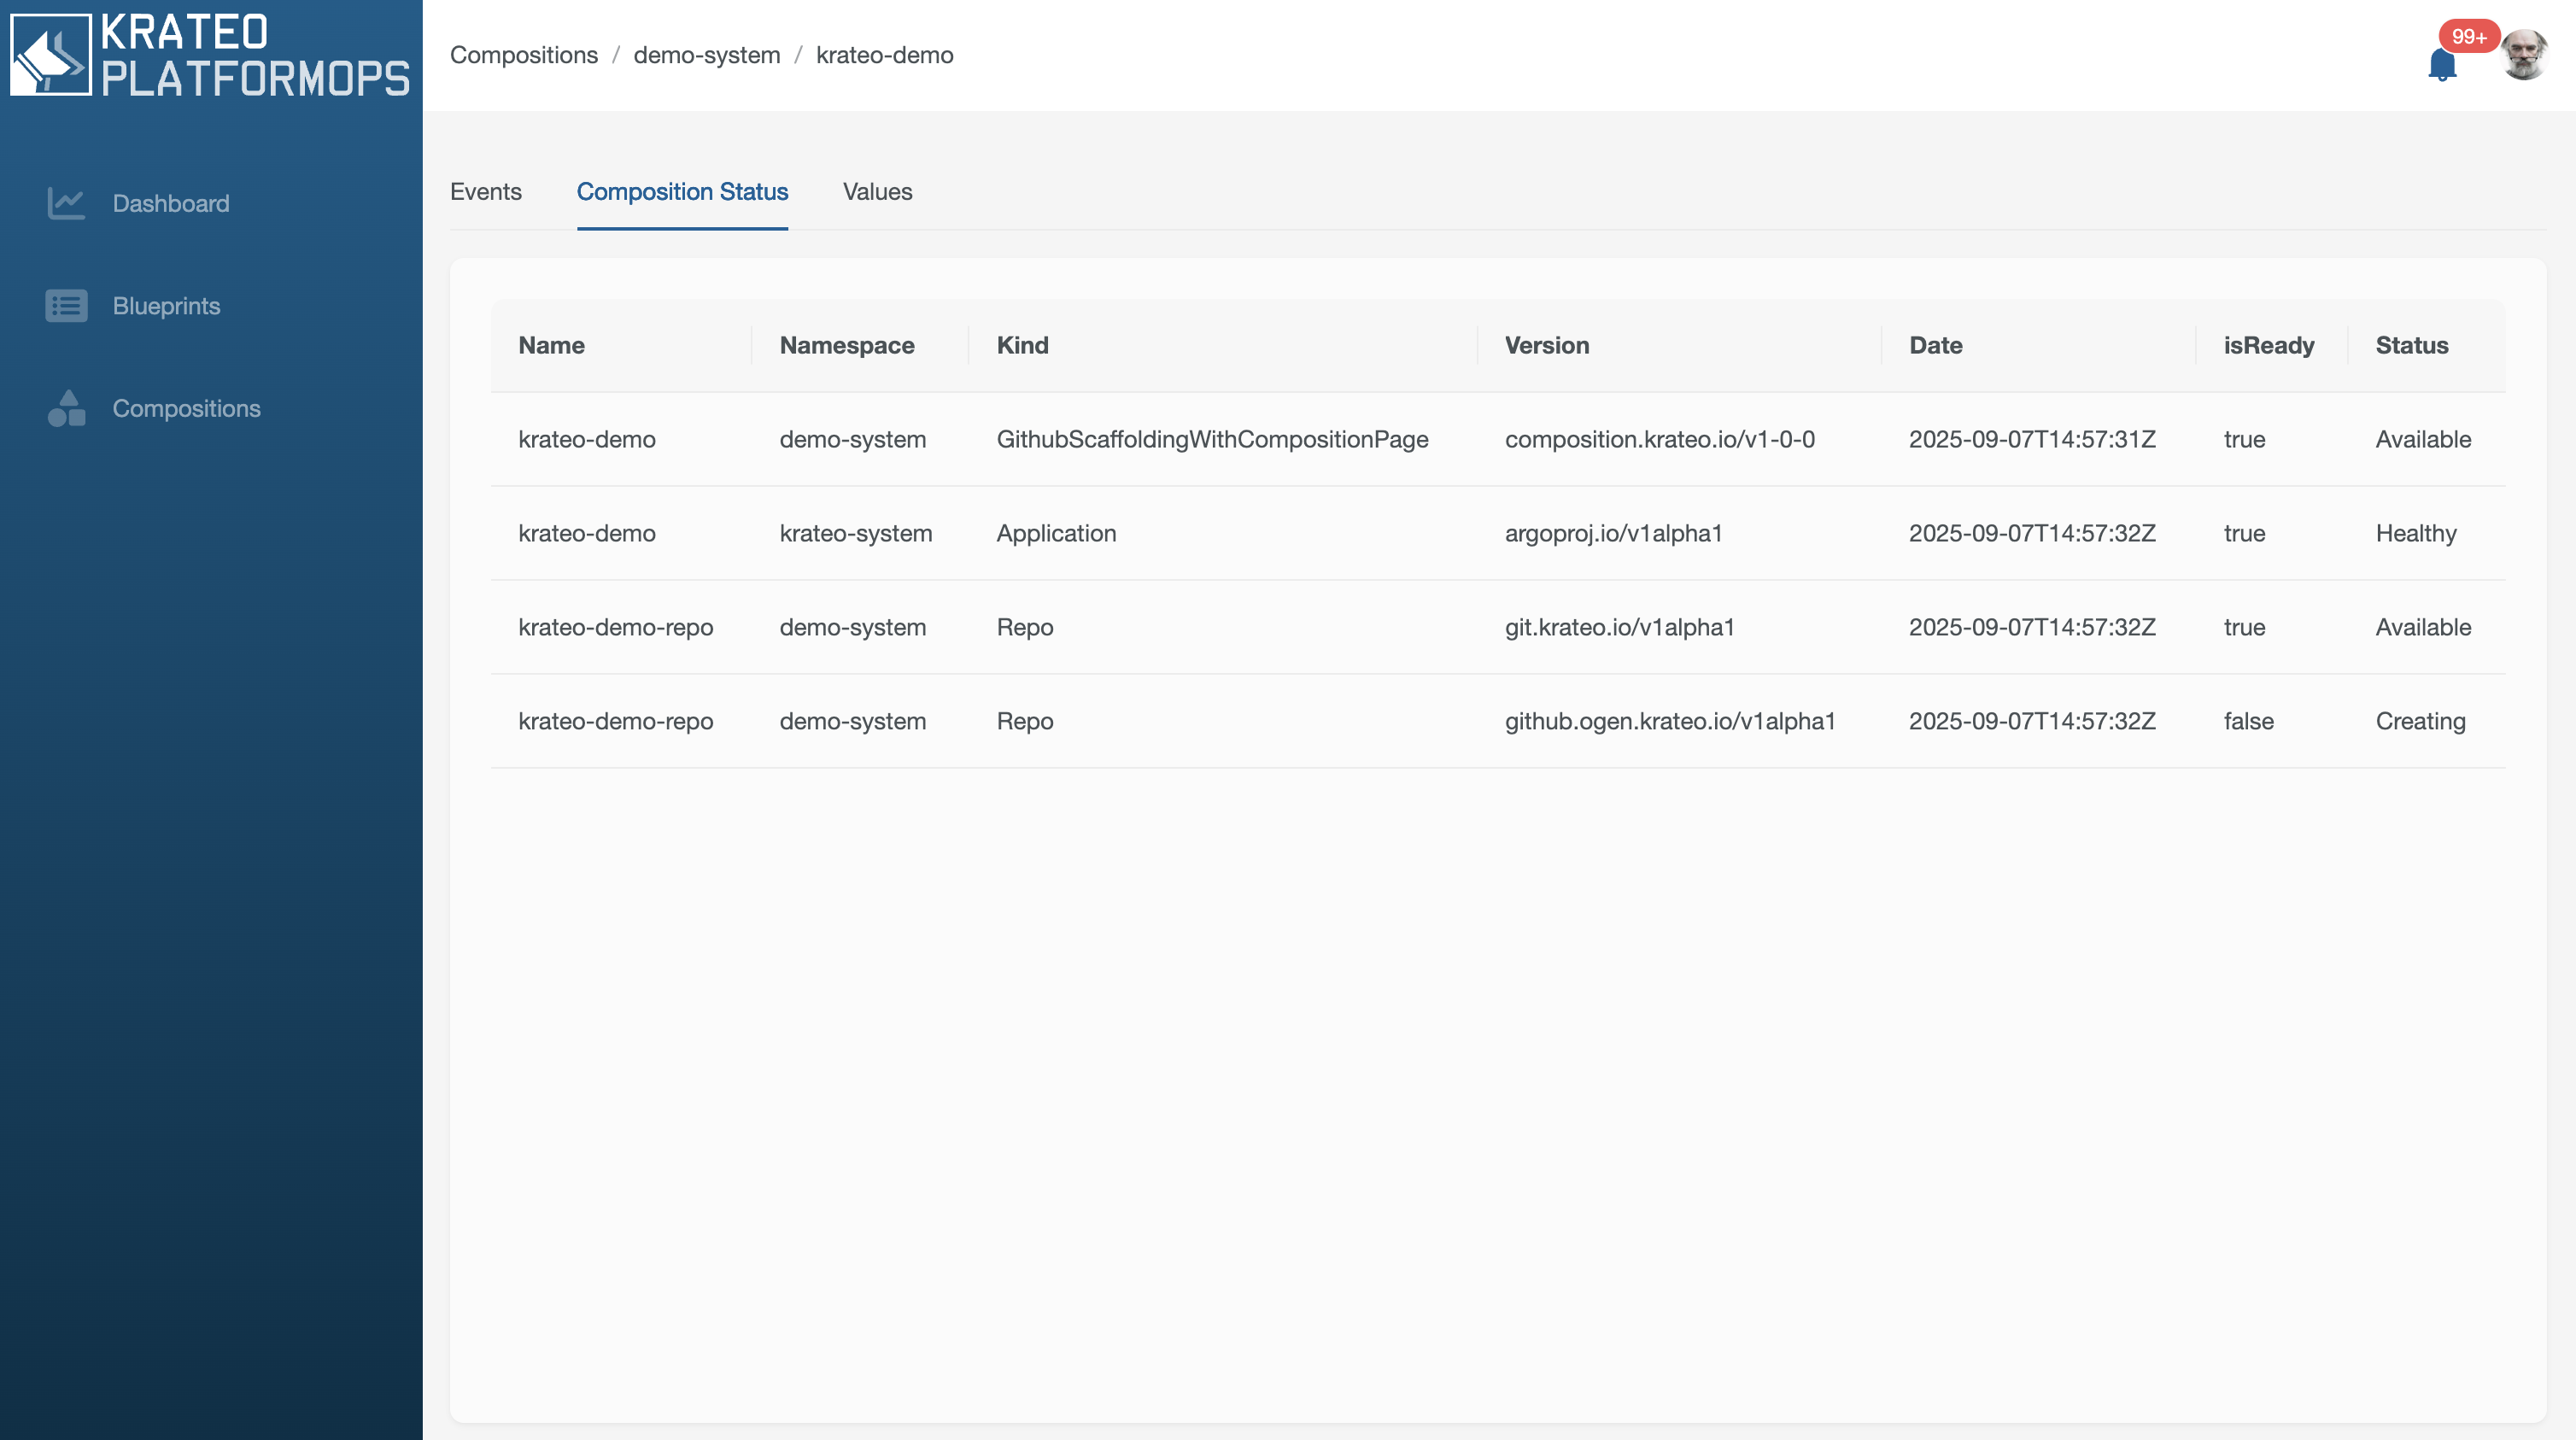 KRATEO
PLATFORMOPS
Compositions / demo-system / krateo-demo
99+
Dashboard
Blueprints
Compositions
Events Composition Status Values
Name Namespace Kind Version Date isReady Status
krateo-demo demo-system GithubScaffoldingWithCompositionPage composition.krateo.io/v1-0-0 2025-09-07T14:57:31Z true Available
krateo-demo krateo-system Application argoproj.io/v1alpha1 2025-09-07T14:57:32Z true Healthy
krateo-demo-repo demo-system Repo git.krateo.io/v1alpha1 2025-09-07T14:57:32Z true Available
krateo-demo-repo demo-system Repo github.ogen.krateo.io/v1alpha1 2025-09-07T14:57:32Z false Creating